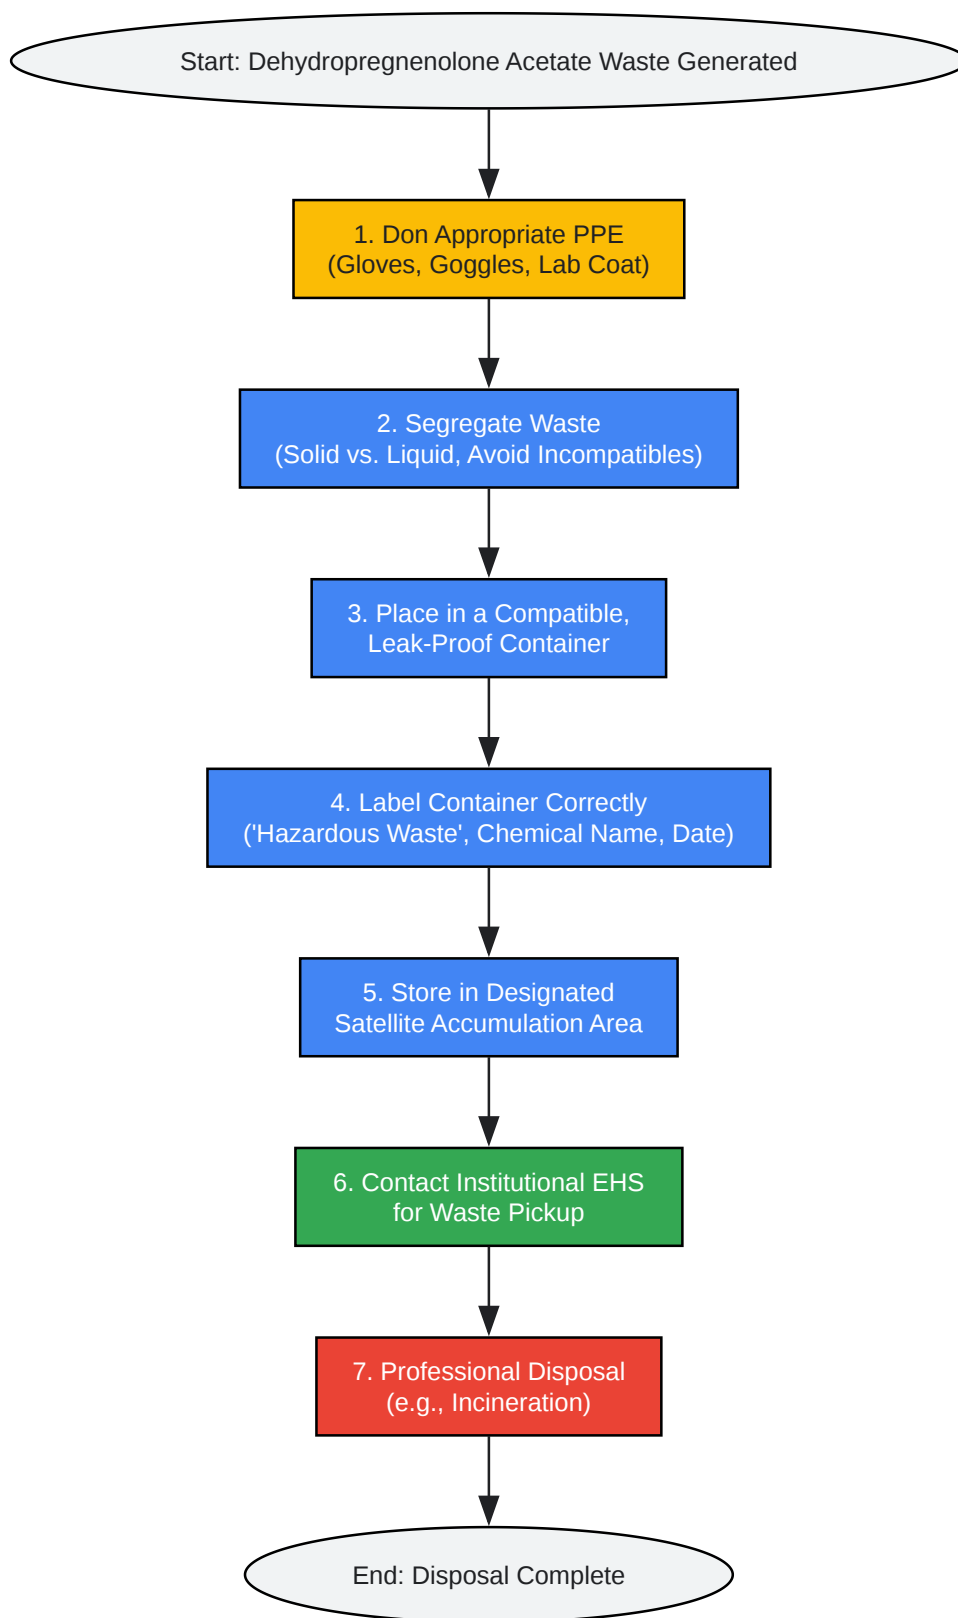 Start: Dehydropregnenolone Acetate Waste Generated
1. Don Appropriate PPE
(Gloves, Goggles, Lab Coat)
2. Segregate Waste
(Solid vs. Liquid, Avoid Incompatibles)
3. Place in a Compatible,
Leak-Proof Container
4. Label Container Correctly
('Hazardous Waste', Chemical Name, Date)
5. Store in Designated
Satellite Accumulation Area
6. Contact Institutional EHS
for Waste Pickup
7. Professional Disposal
(e.g., Incineration)
End: Disposal Complete